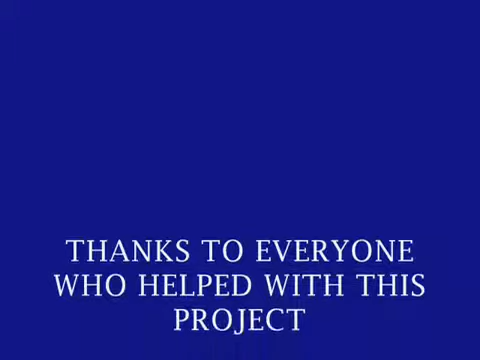 THANKS TO EVERYONE
WHO HELPED WITH THIS
PROJECT